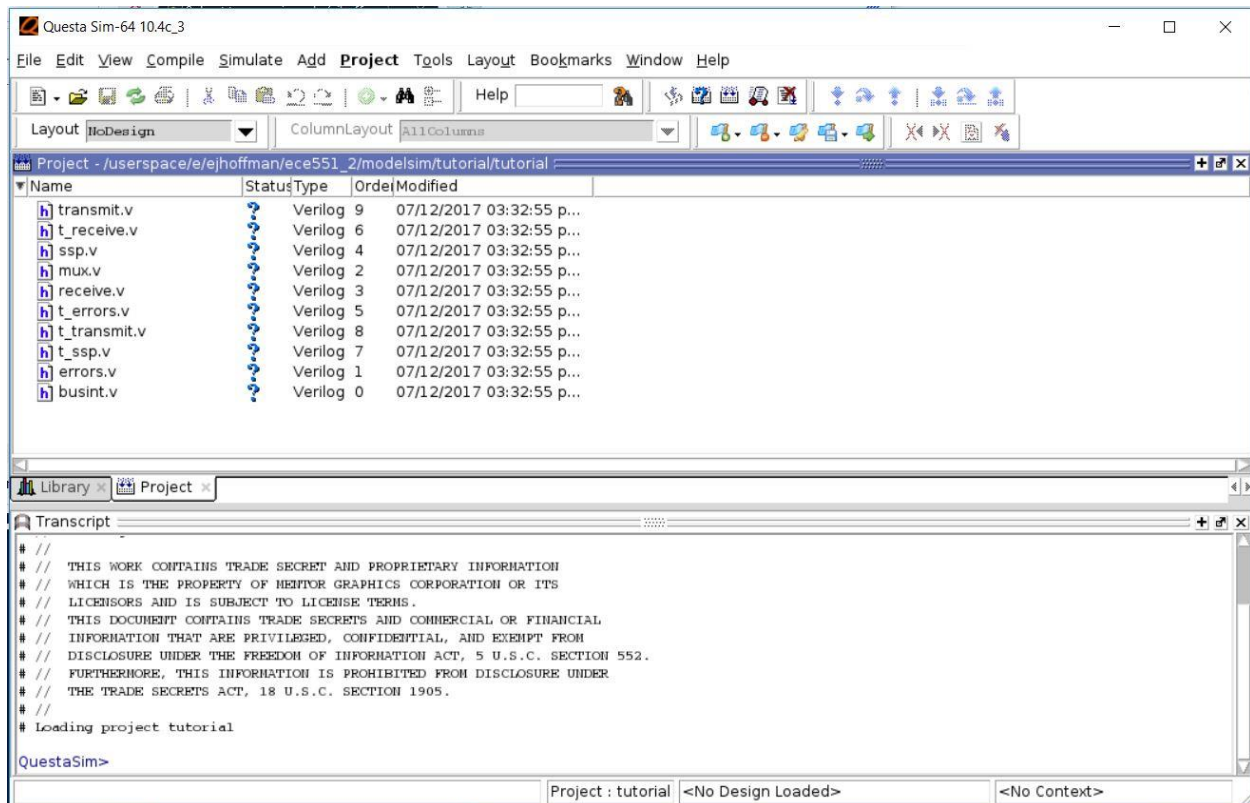 Questa Sim-64 10.4c_3
File Edit View Compile Simulate Add Project Tools Layout Bookmarks Window Help
Help
Layout NoDesign ColumnLayout AllColumns
Project - /userspace/e/ejhoffman/ece551_2/modelsim/tutorial/tutorial
Name Status Type Order Modified
transmit.v ? Verilog 9 07/12/2017 03:32:55 p...
t_receive.v ? Verilog 6 07/12/2017 03:32:55 p...
ssp.v ? Verilog 4 07/12/2017 03:32:55 p...
mux.v ? Verilog 2 07/12/2017 03:32:55 p...
receive.v ? Verilog 3 07/12/2017 03:32:55 p...
t_errors.v ? Verilog 5 07/12/2017 03:32:55 p...
t_transmit.v ? Verilog 8 07/12/2017 03:32:55 p...
t_ssp.v ? Verilog 7 07/12/2017 03:32:55 p...
errors.v ? Verilog 1 07/12/2017 03:32:55 p...
busint.v ? Verilog 0 07/12/2017 03:32:55 p...
Library Project
Transcript
# //
# // THIS WORK CONTAINS TRADE SECRET AND PROPRIETARY INFORMATION
# // WHICH IS THE PROPERTY OF MENTOR GRAPHICS CORPORATION OR ITS
# // LICENSORS AND IS SUBJECT TO LICENSE TERMS.
# // THIS DOCUMENT CONTAINS TRADE SECRETS AND COMMERCIAL OR FINANCIAL
# // INFORMATION THAT ARE PRIVILEGED, CONFIDENTIAL, AND EXEMPT FROM
# // DISCLOSURE UNDER THE FREEDOM OF INFORMATION ACT, 5 U.S.C. SECTION 552.
# // FURTHERMORE, THIS INFORMATION IS PROHIBITED FROM DISCLOSURE UNDER
# // THE TRADE SECRETS ACT, 18 U.S.C. SECTION 1905.
# //
# Loading project tutorial
QuestaSim>
Project : tutorial <No Design Loaded> <No Context>